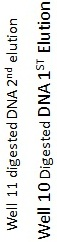 Well 11 digested DNA 2nd elution
Well 10 Digested DNA 1ST Elution